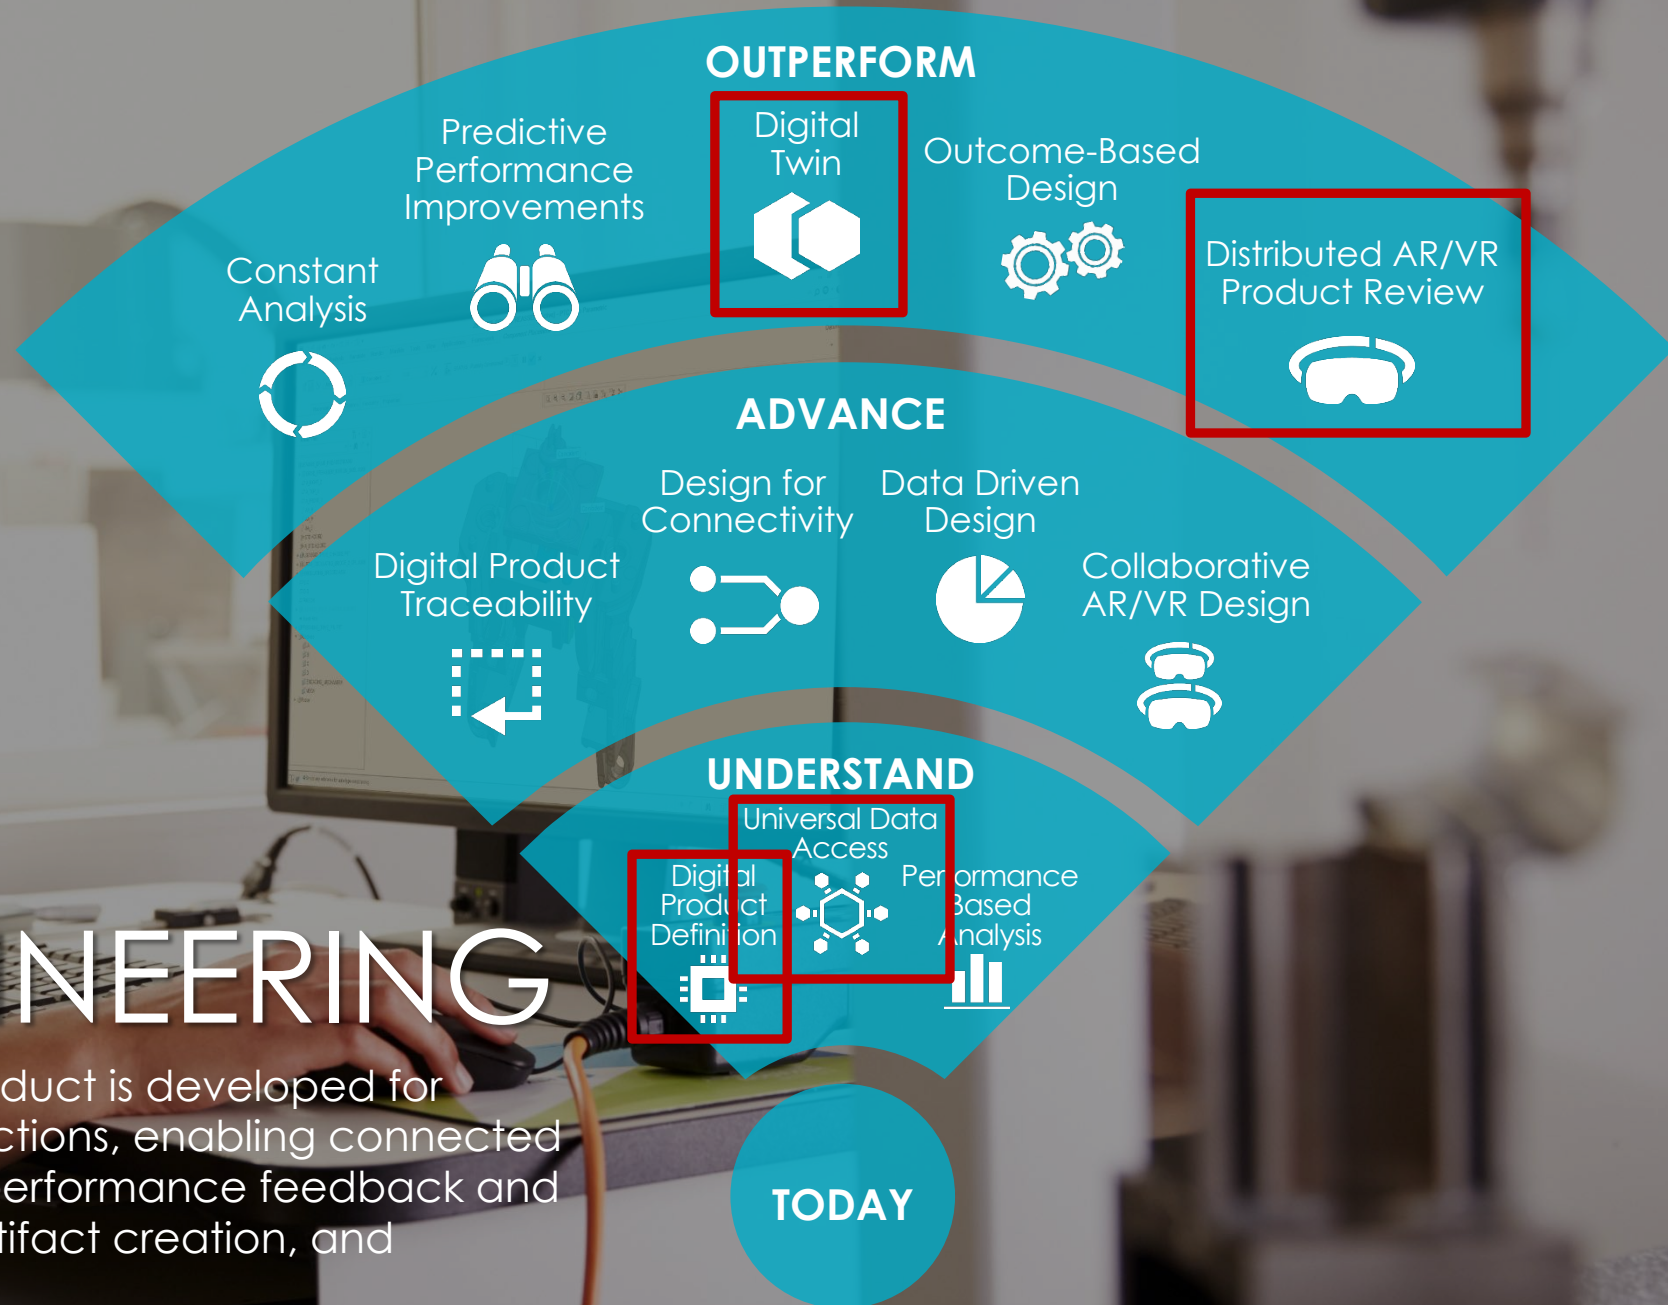 OUTPERFORM
Constant
Analysis
Predictive
Performance
Improvements
Digital
Twin
Outcome-Based
Design
Distributed AR/VR
Product Review
ADVANCE
Digital Product
Traceability
Design for
Connectivity
Data Driven
Design
Collaborative
AR/VR Design
UNDERSTAND
Digital
Product
Definition
Universal Data
Access
Performance
Based
Analysis
TODAY
NEERING
duct is developed for
ctions, enabling connected
erformance feedback and
tifact creation, and